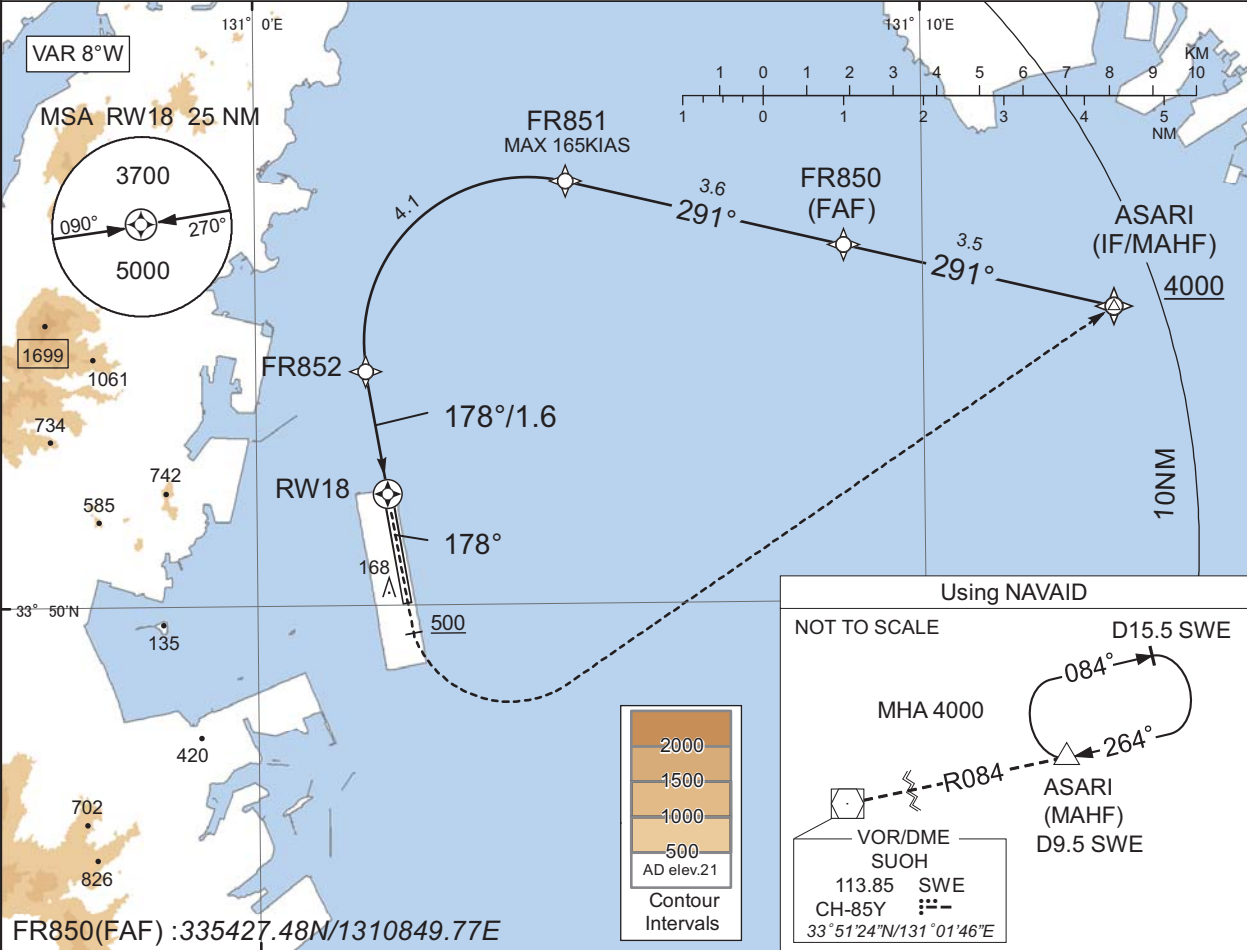 131° 0'E
131° 10'E
VAR 8°W
MSA RW18 25 NM
3700
090°
270°
5000
1 0 1 2 3 4 5 6 7 8 9 10
KM
1 0 1 2 3 4 5
NM
FR851
MAX 165KIAS
4.1
3.6
291°
FR850
(FAF)
3.5
291°
ASARI
(IF/MAHF)
4000
1699
1061
734
742
585
FR852
178°/1.6
RW18
178°
168
500
10NM
33° 50'N
135
420
702
826
2000
1500
1000
500
AD elev.21
Contour
Intervals
Using NAVAID
NOT TO SCALE
D15.5 SWE
084°
MHA 4000
264°
R084
ASARI
(MAHF)
D9.5 SWE
VOR/DME
SUOH
113.85 SWE
CH-85Y
33°51'24"N/131°01'46"E
FR850(FAF) :335427.48N/1310849.77E